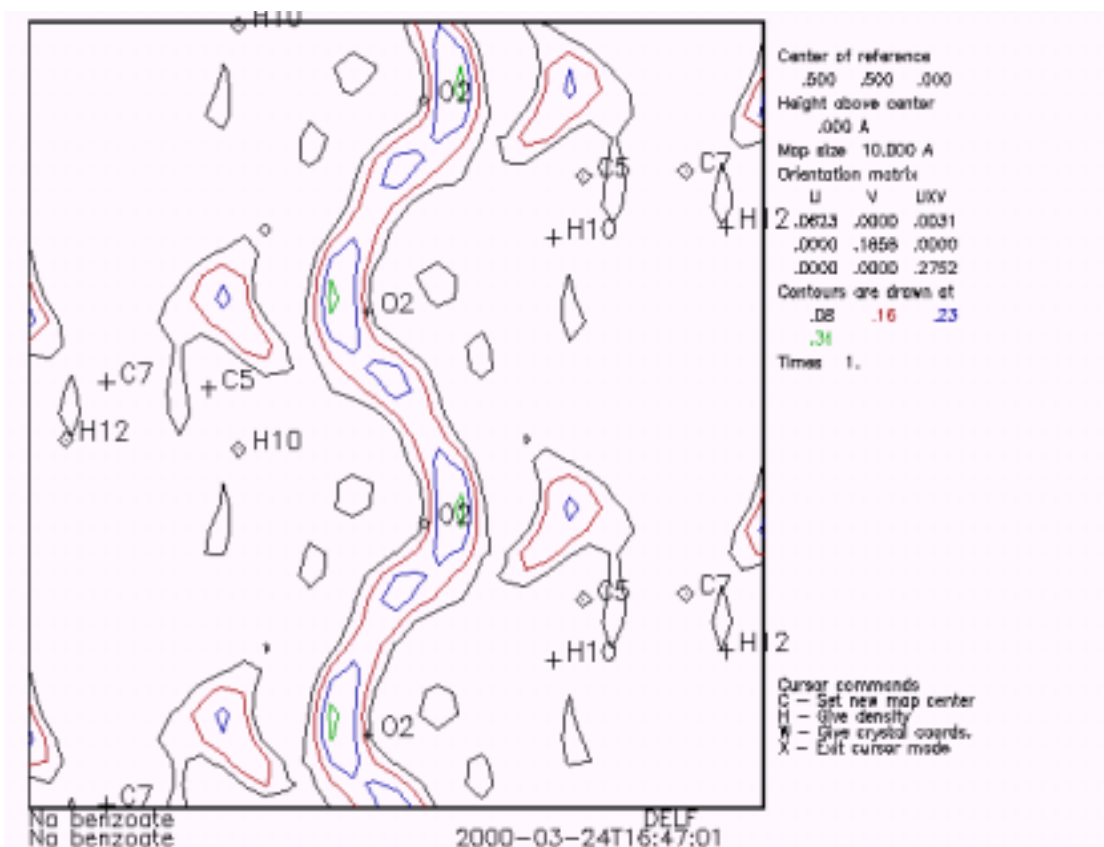 H10
O2
C5
C7
H10
H12
O2
C7
C5
H12
H10
O2
C5
C7
H10
H12
O2
C7
Na benzoate
DELF
Na benzoate
2000-03-24T16:47:01
Center of reference
.500 .500 .000
Height above center
.000 A
Map size 10.000 A
Orientation matrix
U V UXV
.0623 .0000 .0031
.0000 .1858 .0000
.0000 .0000 .2752
Contours are drawn at
.08 .16 .23
.31
Times 1.
Cursor commands
C - Set new map center
H - Give density
W - Give crystal coords.
X - Exit cursor mode